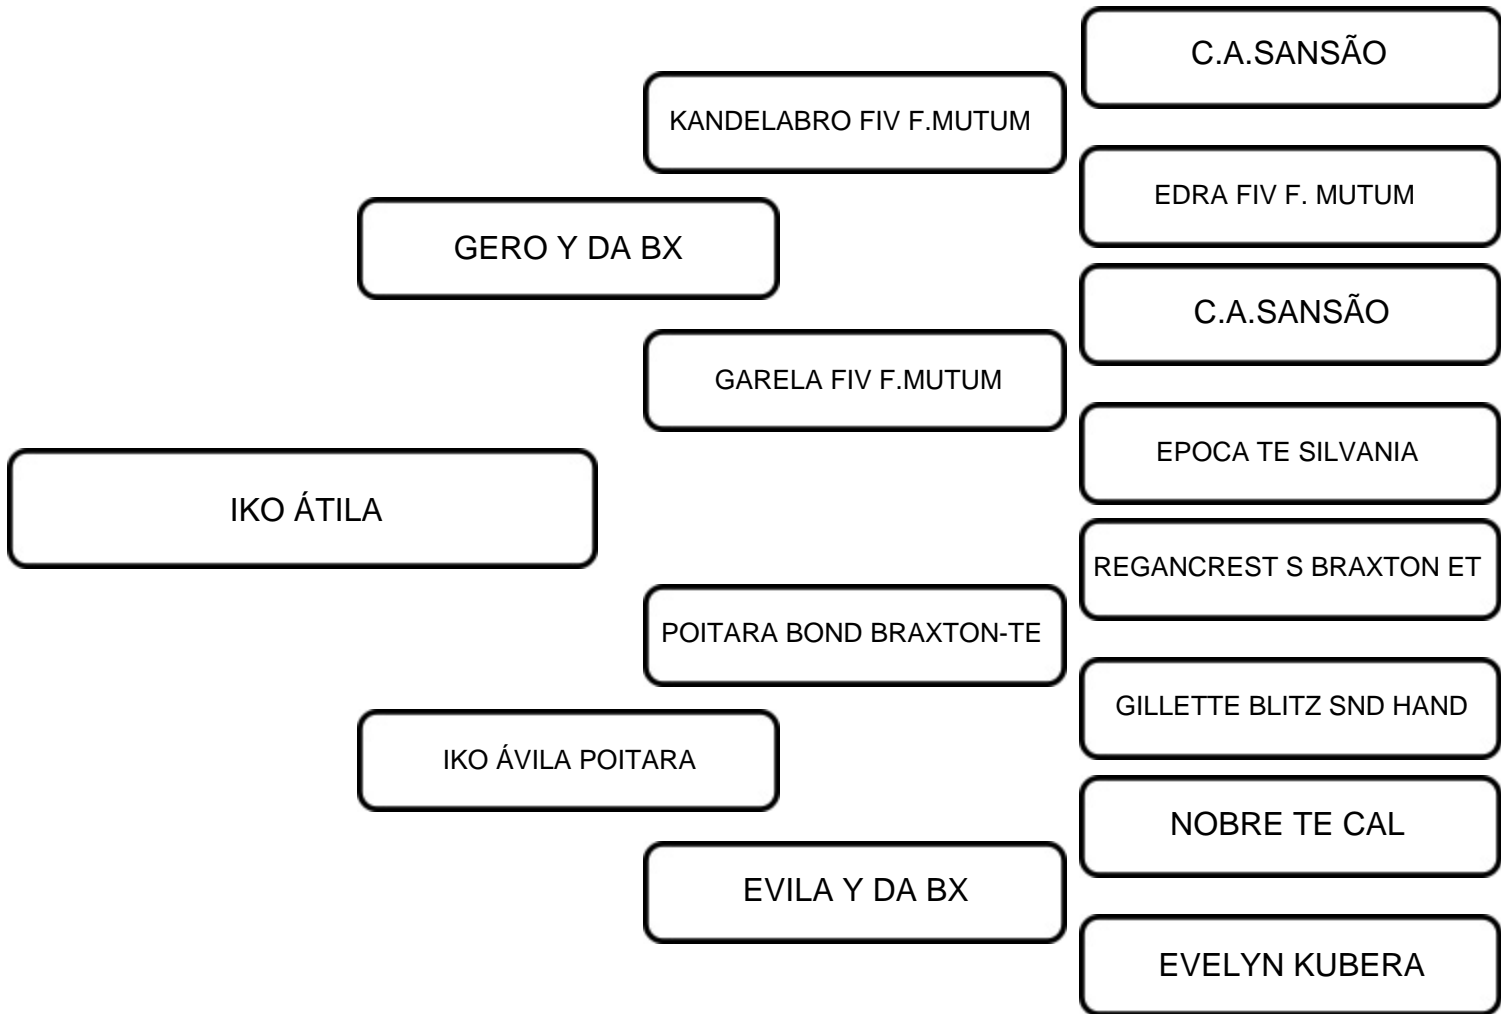 C.A.SANSÃO
KANDELABRO FIV F.MUTUM
EDRA FIV F. MUTUM
GERO Y DA BX
C.A.SANSÃO
GARELA FIV F.MUTUM
EPOCA TE SILVANIA
IKO ÁTILA
REGANCREST S BRAXTON ET
POITARA BOND BRAXTON-TE
GILLETTE BLITZ SND HAND
IKO ÁVILA POITARA
NOBRE TE CAL
EVILA Y DA BX
EVELYN KUBERA